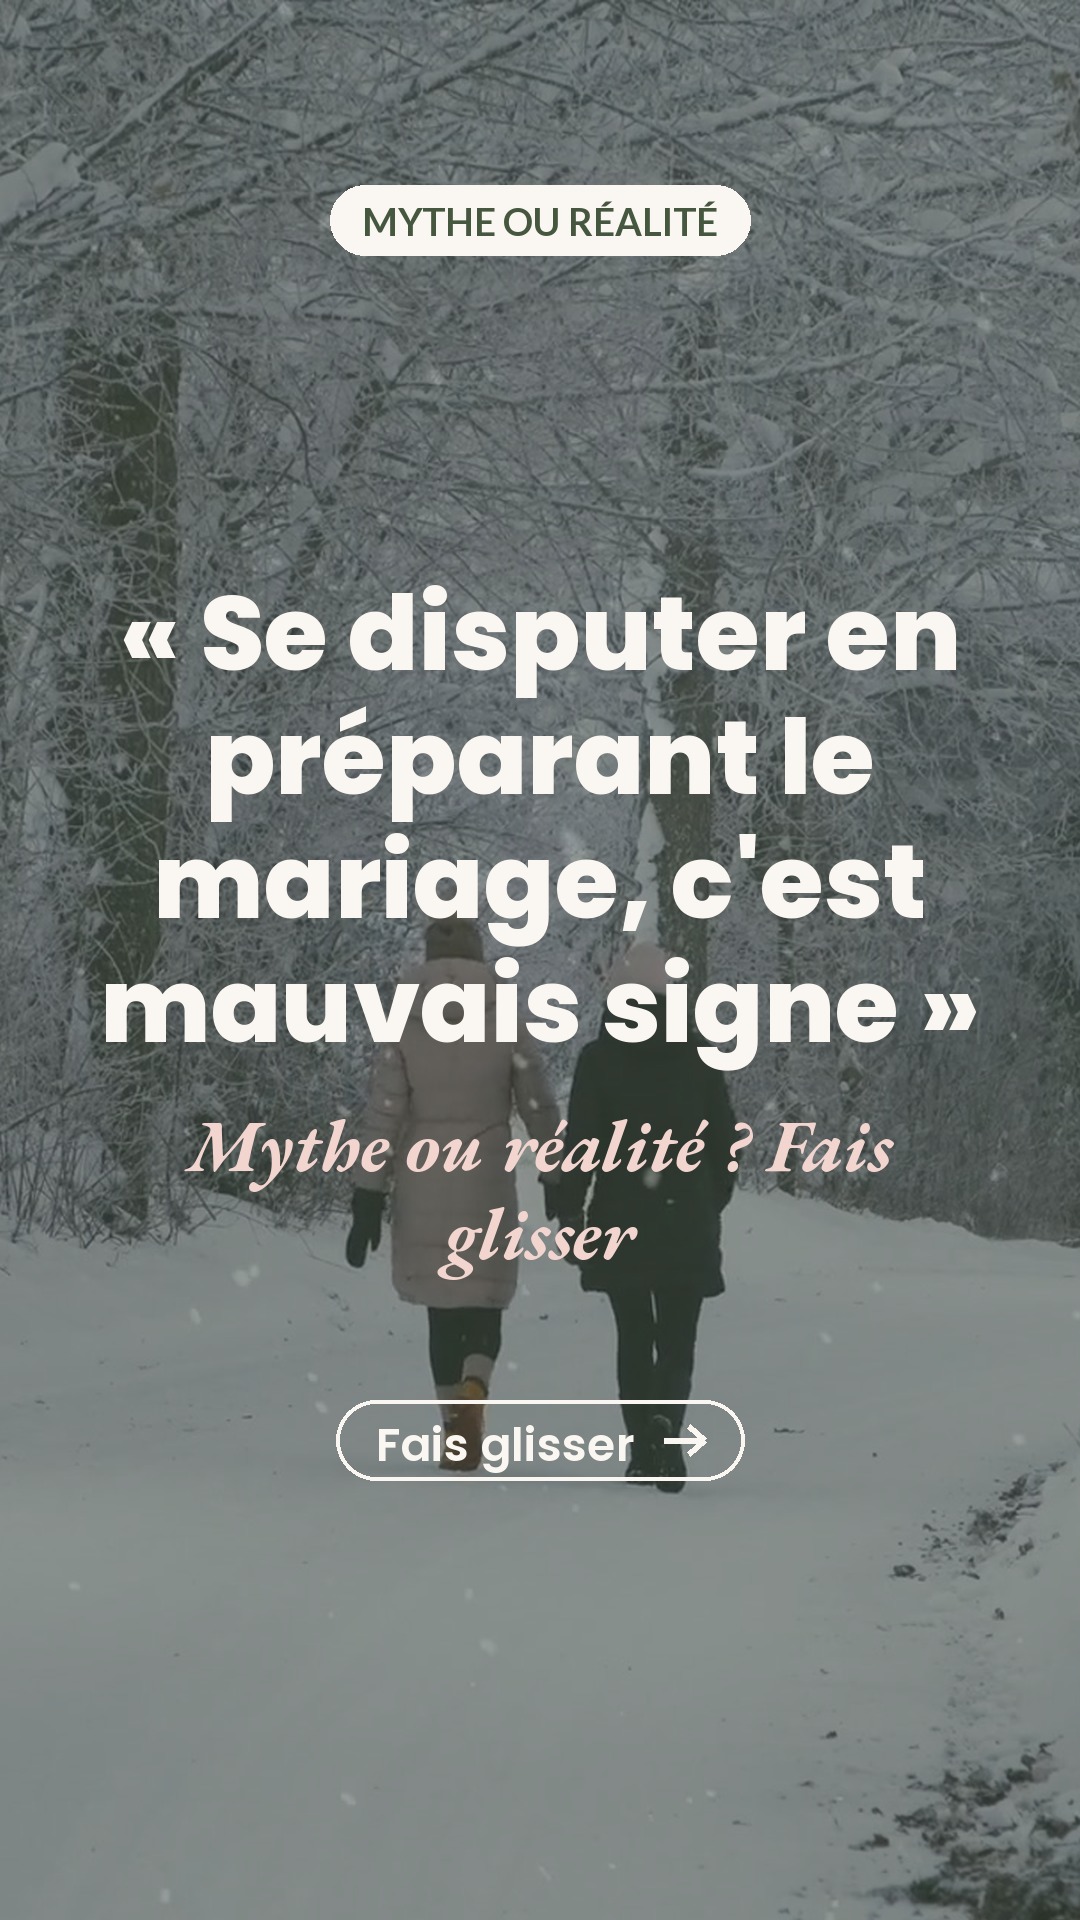 MYTHE OU RÉALITÉ
« Se disputer en
préparant le
mariage, c'est
mauvais signe »
Mythe ou réalité ? Fais
glisser
Fais glisser →